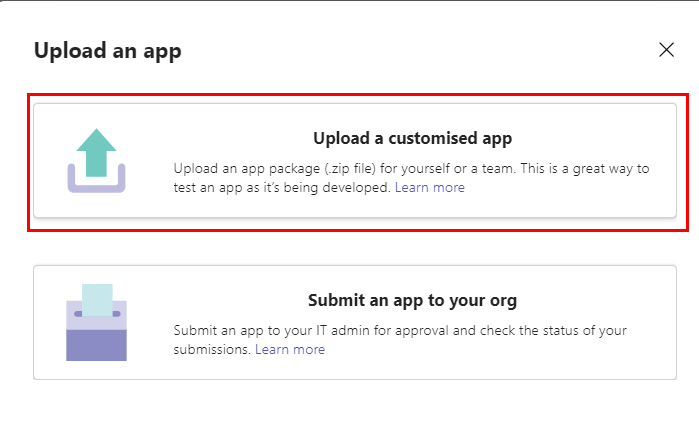 Upload an app
Upload a customised app
Upload an app package (.zip file) for yourself or a team. This is a great way to
test an app as it's being developed. Learn more
Submit an app to your org
Submit an app to your IT admin for approval and check the status of your
submissions. Learn more